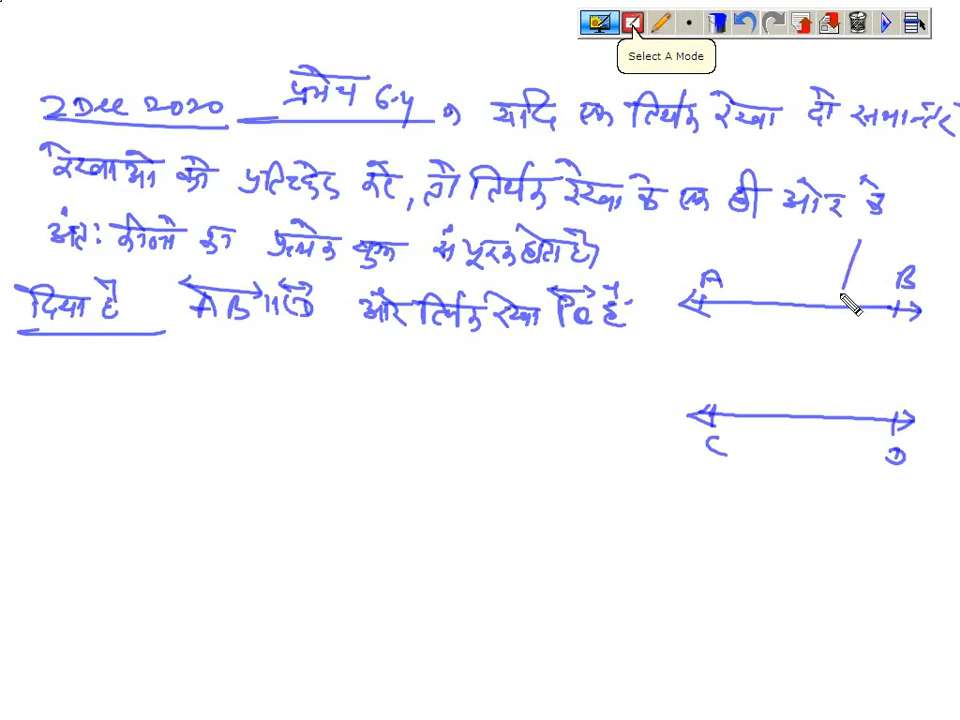 Select A Mode
2 Dec 2020 प्रमेय 6.4 यदि एक तिर्यक रेखा दो समान्तर
रेखाओ को प्रतिच्छेद करे, तो तिर्यक रेखा के एक ही ओर के
अंतः कोणो का प्रत्येक युग्म संपूरक होता है।
दिया है AB || CD और तिर्यक रेखा PQ है
A B
C D